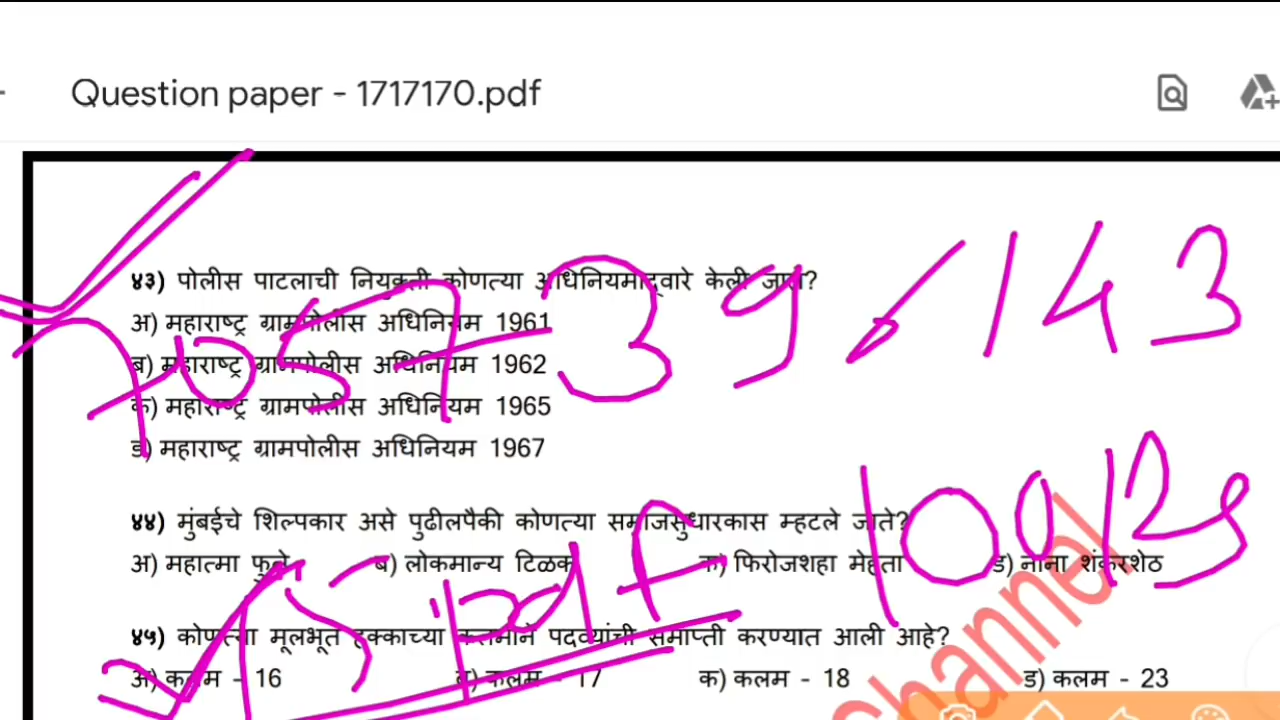 Question paper - 1717170.pdf
४३) पोलीस पाटलाची नियुक्ती कोणत्या अधिनियमाद्वारे केली जाते?
अ) महाराष्ट्र ग्रामपोलीस अधिनियम 1961
ब) महाराष्ट्र ग्रामपोलीस अधिनियम 1962
क) महाराष्ट्र ग्रामपोलीस अधिनियम 1965
ड) महाराष्ट्र ग्रामपोलीस अधिनियम 1967
४४) मुंबईचे शिल्पकार असे पुढीलपैकी कोणत्या समाजसुधारकास म्हटले जाते?
अ) महात्मा फुले ब) लोकमान्य टिळक क) फिरोजशहा मेहता ड) नाना शंकरशेठ
४५) कोणत्या मूलभूत हक्काच्या कलमाने पदव्यांची समाप्ती करण्यात आली आहे?
अ) कलम - 16 ब) कलम - 17 क) कलम - 18 ड) कलम - 23
channel
pdf